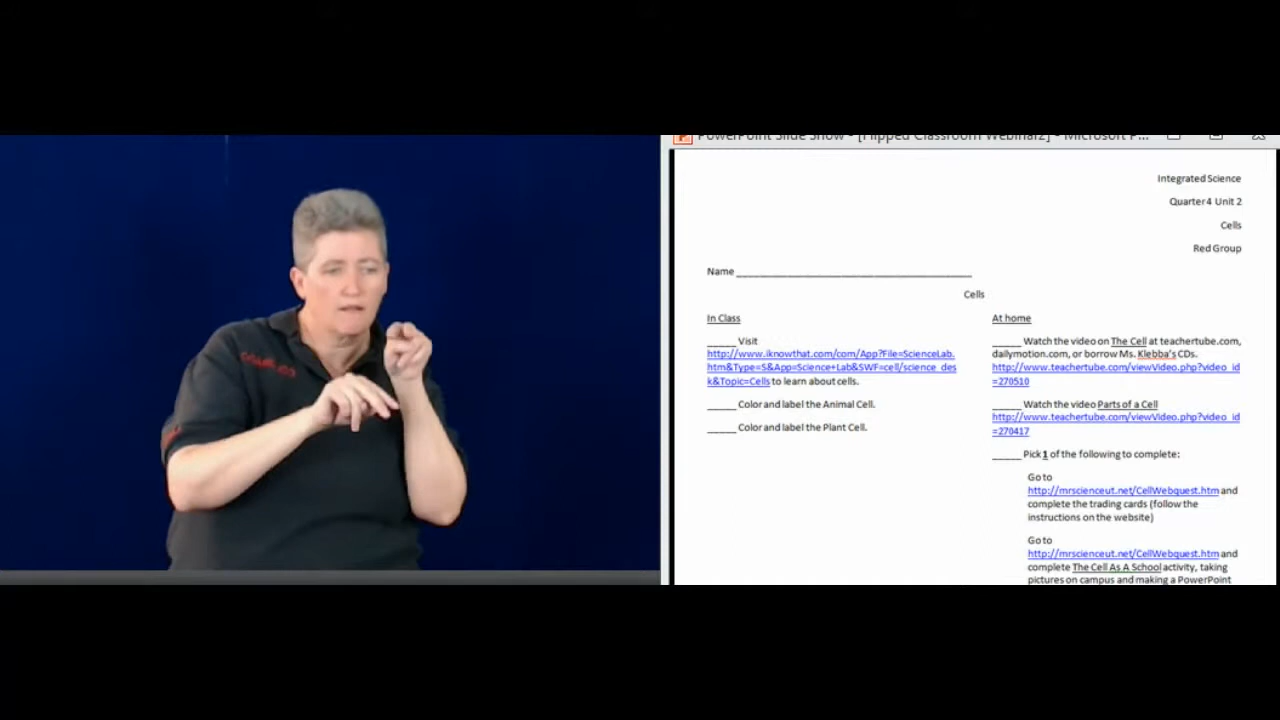 PowerPoint Slide Show - [Flipped Classroom Webinar2] - Microsoft P...
Integrated Science
Quarter 4 Unit 2
Cells
Red Group
Name ________________________________________
Cells
In Class
_____ Visit
http://www.iknowthat.com/com/App?File=ScienceLab.
htm&Type=S&App=Science+Lab&SWF=cell/science_des
k&Topic=Cells to learn about cells.
_____ Color and label the Animal Cell.
_____ Color and label the Plant Cell.
At home
_____ Watch the video on The Cell at teachertube.com,
dailymotion.com, or borrow Ms. Klebba's CDs.
http://www.teachertube.com/viewVideo.php?video_id
=270510
_____ Watch the video Parts of a Cell
http://www.teachertube.com/viewVideo.php?video_id
=270417
_____ Pick 1 of the following to complete:
Go to
http://mrscienceut.net/CellWebquest.htm and
complete the trading cards (follow the
instructions on the website)
Go to
http://mrscienceut.net/CellWebquest.htm and
complete The Cell As A School activity, taking
pictures on campus and making a PowerPoint